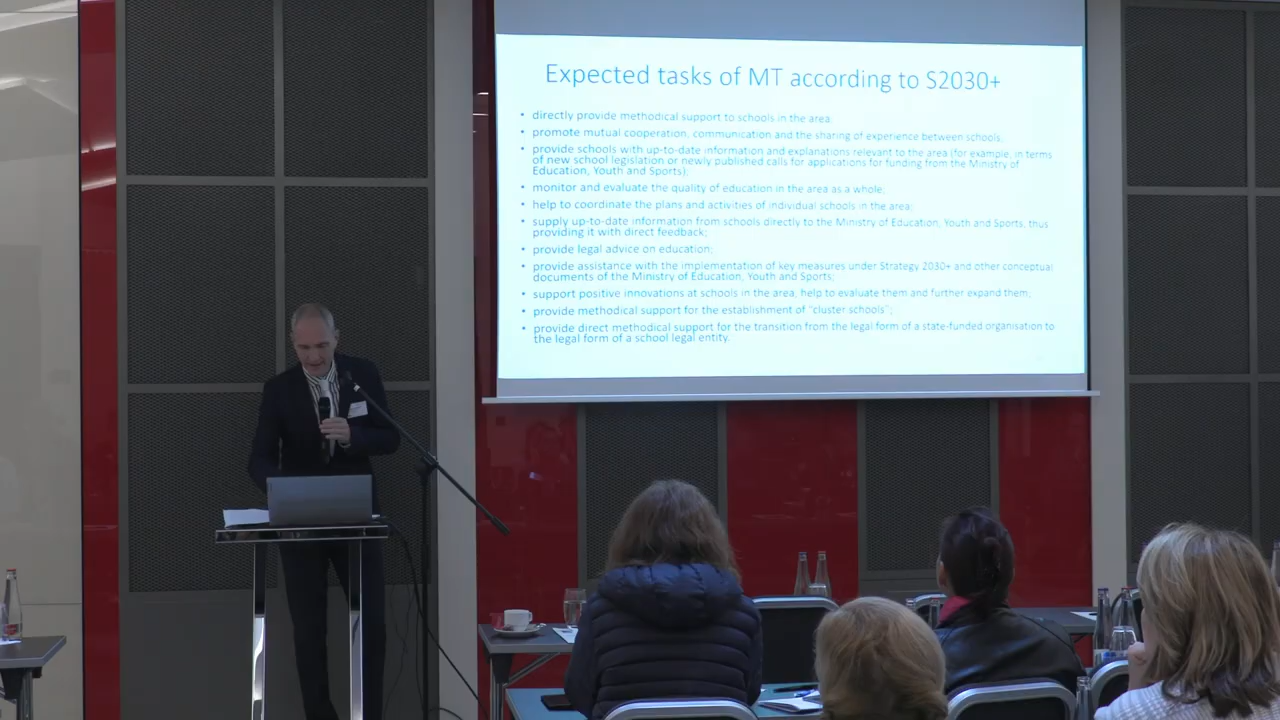 Expected tasks of MT according to S2030+
• directly provide methodical support to schools in the area
• promote mutual cooperation, communication and the sharing of experience between schools,
• provide schools with up-to-date information and explanations relevant to the area (for example, in terms
of new school legislation or newly published calls for applications for funding from the Ministry of
Education, Youth and Sports);
• monitor and evaluate the quality of education in the area as a whole;
• help to coordinate the plans and activities of individual schools in the area;
• supply up-to-date information from schools directly to the Ministry of Education, Youth and Sports, thus
providing it with direct feedback;
• provide legal advice on education;
• provide assistance with the implementation of key measures under Strategy 2030+ and other conceptual
documents of the Ministry of Education, Youth and Sports;
• support positive innovations at schools in the area, help to evaluate them and further expand them;
• provide methodical support for the establishment of "cluster schools";
• provide direct methodical support for the transition from the legal form of a state-funded organisation to
the legal form of a school legal entity.